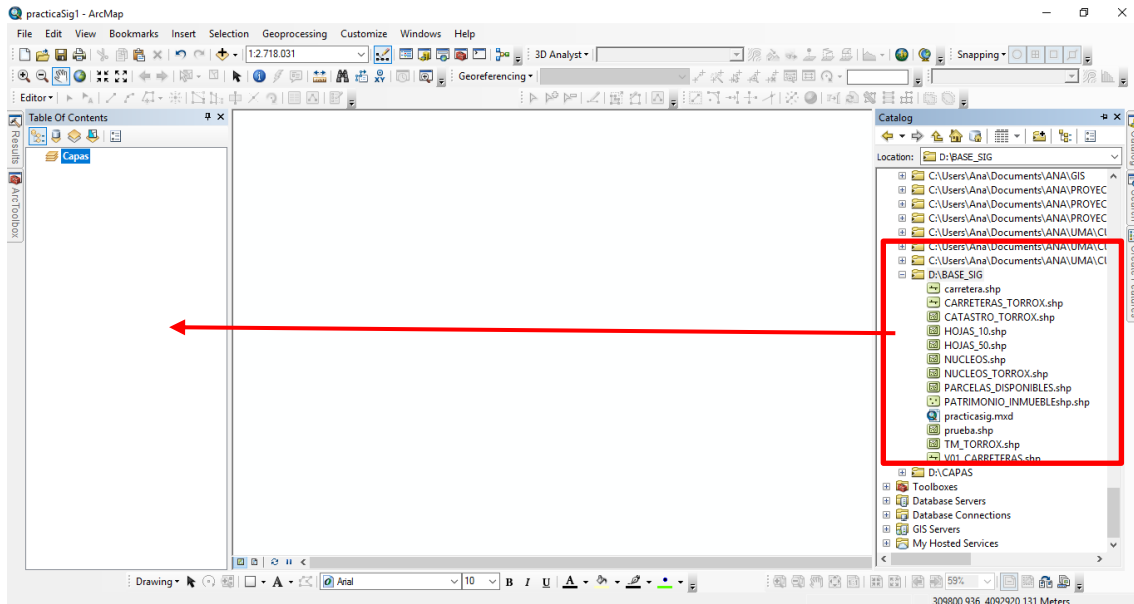 practicaSig1 - ArcMap
File Edit View Bookmarks Insert Selection Geoprocessing Customize Windows Help
1:2.718.031
3D Analyst
Snapping
Georeferencing
Editor
Table Of Contents
Results
ArcToolbox
Capas
Catalog
Location: D:\BASE_SIG
C:\Users\Ana\Documents\ANA\GIS
C:\Users\Ana\Documents\ANA\PROYEC
C:\Users\Ana\Documents\ANA\PROYEC
C:\Users\Ana\Documents\ANA\PROYEC
C:\Users\Ana\Documents\ANA\UMA\CU
C:\Users\Ana\Documents\ANA\UMA\CU
C:\Users\Ana\Documents\ANA\UMA\CU
D:\BASE_SIG
carretera.shp
CARRETERAS_TORROX.shp
CATASTRO_TORROX.shp
HOJAS_10.shp
HOJAS_50.shp
NUCLEOS.shp
NUCLEOS_TORROX.shp
PARCELAS_DISPONIBLES.shp
PATRIMONIO_INMUEBLEshp.shp
practicasig.mxd
prueba.shp
TM_TORROX.shp
V01_CARRETERAS.shp
D:\CAPAS
Toolboxes
Database Servers
Database Connections
GIS Servers
My Hosted Services
Drawing A Arial 10 B I U A
59%
309800,936 4092920,131 Meters